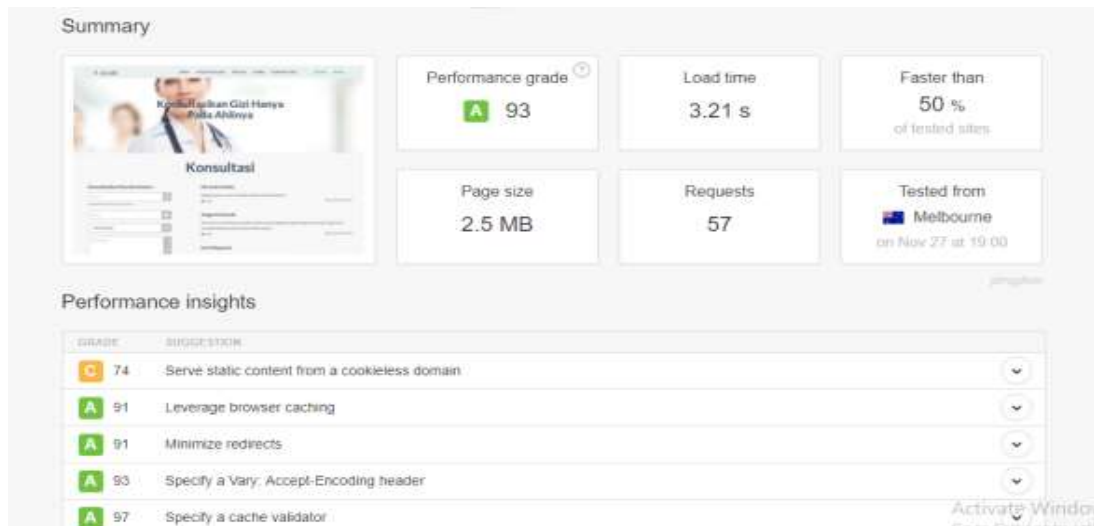 Summary
Konsultasikan Gizi Hanya
Pada Ahlinya
Konsultasi
Performance grade ?
A 93
Load time
3.21 s
Faster than
50 %
of tested sites
Page size
2.5 MB
Requests
57
Tested from
Melbourne
on Nov 27 at 19:00
pingdom
Performance insights
GRADE SUGGESTION
C 74 Serve static content from a cookieless domain
A 91 Leverage browser caching
A 91 Minimize redirects
A 93 Specify a Vary: Accept-Encoding header
A 97 Specify a cache validator
Activate Window